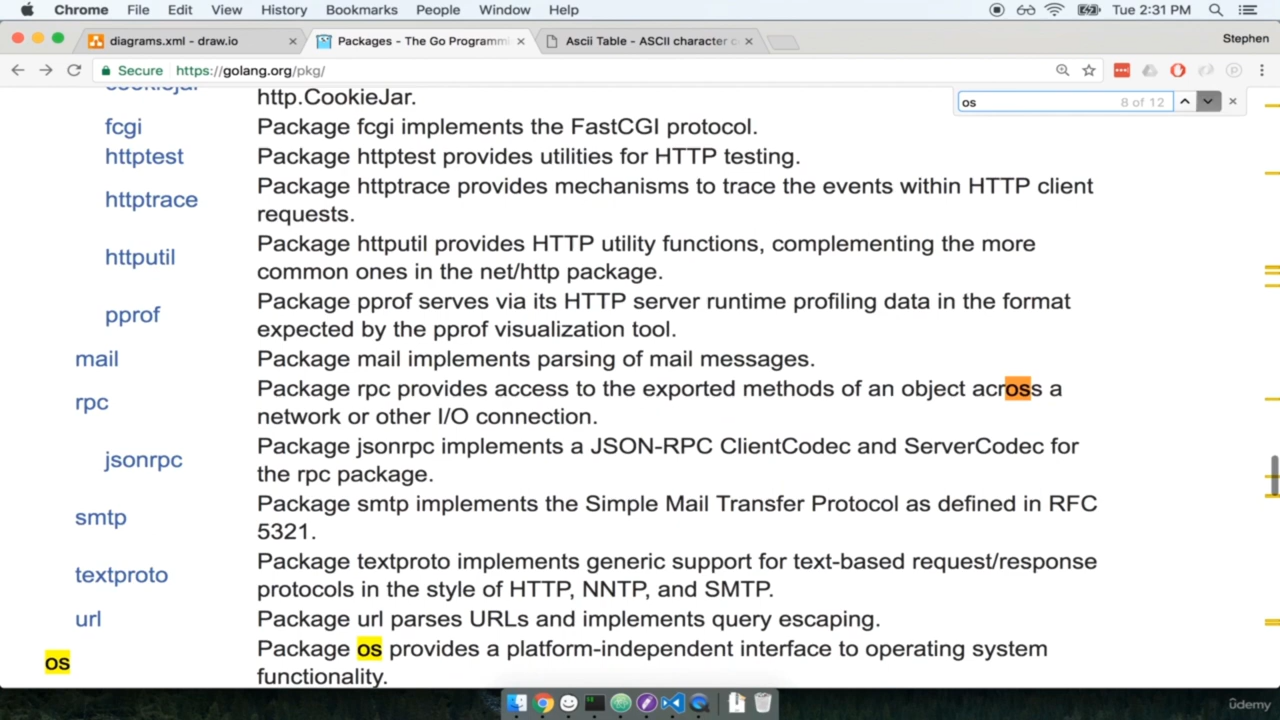 Chrome File Edit View History Bookmarks People Window Help Tue 2:31 PM
diagrams.xml - draw.io Packages - The Go Programmi Ascii Table - ASCII character c Stephen
Secure https://golang.org/pkg/
os 8 of 12
cookiejar http.CookieJar.
fcgi Package fcgi implements the FastCGI protocol.
httptest Package httptest provides utilities for HTTP testing.
httptrace Package httptrace provides mechanisms to trace the events within HTTP client
requests.
httputil Package httputil provides HTTP utility functions, complementing the more
common ones in the net/http package.
pprof Package pprof serves via its HTTP server runtime profiling data in the format
expected by the pprof visualization tool.
mail Package mail implements parsing of mail messages.
rpc Package rpc provides access to the exported methods of an object across a
network or other I/O connection.
jsonrpc Package jsonrpc implements a JSON-RPC ClientCodec and ServerCodec for
the rpc package.
smtp Package smtp implements the Simple Mail Transfer Protocol as defined in RFC
5321.
textproto Package textproto implements generic support for text-based request/response
protocols in the style of HTTP, NNTP, and SMTP.
url Package url parses URLs and implements query escaping.
os Package os provides a platform-independent interface to operating system
functionality.
ûdemy